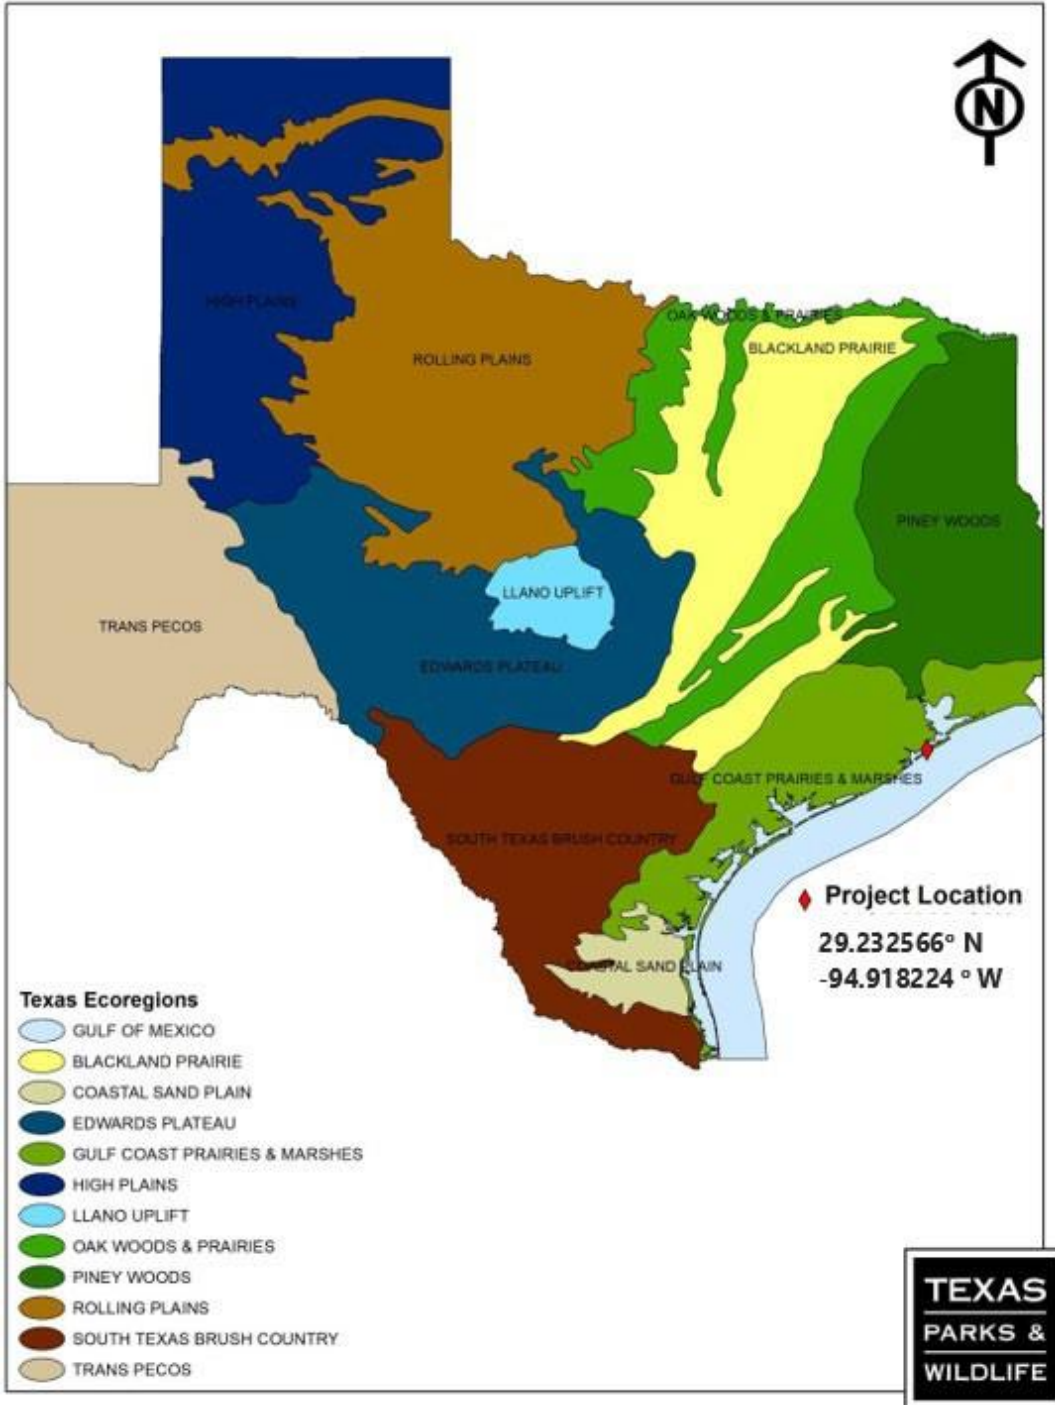 N
HIGH PLAINS
OAK WOODS & PRAIRIES
BLACKLAND PRAIRIE
ROLLING PLAINS
PINEY WOODS
LLANO UPLIFT
TRANS PECOS
EDWARDS PLATEAU
GULF COAST PRAIRIES & MARSHES
SOUTH TEXAS BRUSH COUNTRY
Project Location
29.232566° N
-94.918224 ° W
COASTAL SAND PLAIN
Texas Ecoregions
GULF OF MEXICO
BLACKLAND PRAIRIE
COASTAL SAND PLAIN
EDWARDS PLATEAU
GULF COAST PRAIRIES & MARSHES
HIGH PLAINS
LLANO UPLIFT
OAK WOODS & PRAIRIES
PINEY WOODS
ROLLING PLAINS
SOUTH TEXAS BRUSH COUNTRY
TRANS PECOS
TEXAS
PARKS &
WILDLIFE